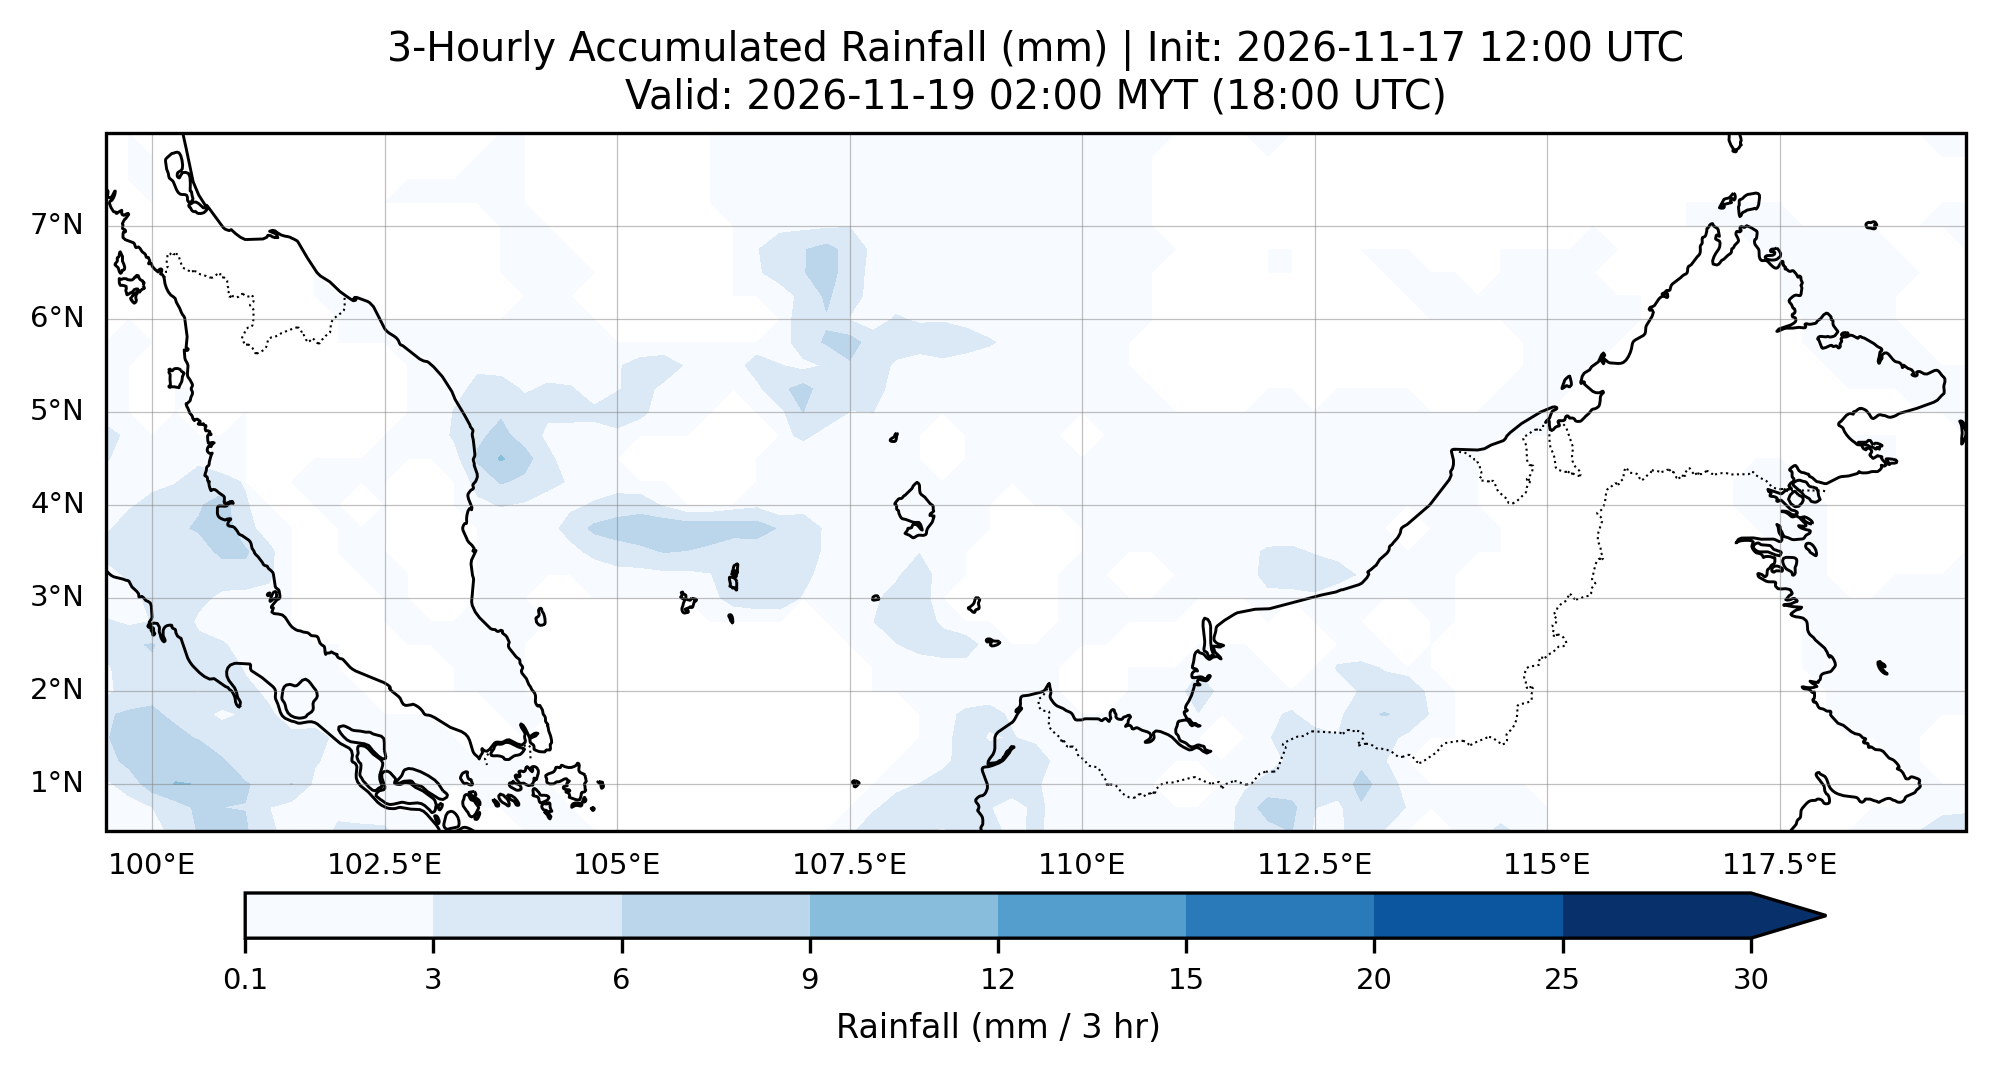 3-Hourly Accumulated Rainfall (mm) | Init: 2026-11-17 12:00 UTC
Valid: 2026-11-19 02:00 MYT (18:00 UTC)
7°N
6°N
5°N
4°N
3°N
2°N
1°N
100°E 102.5°E 105°E 107.5°E 110°E 112.5°E 115°E 117.5°E
0.1 3 6 9 12 15 20 25 30
Rainfall (mm / 3 hr)